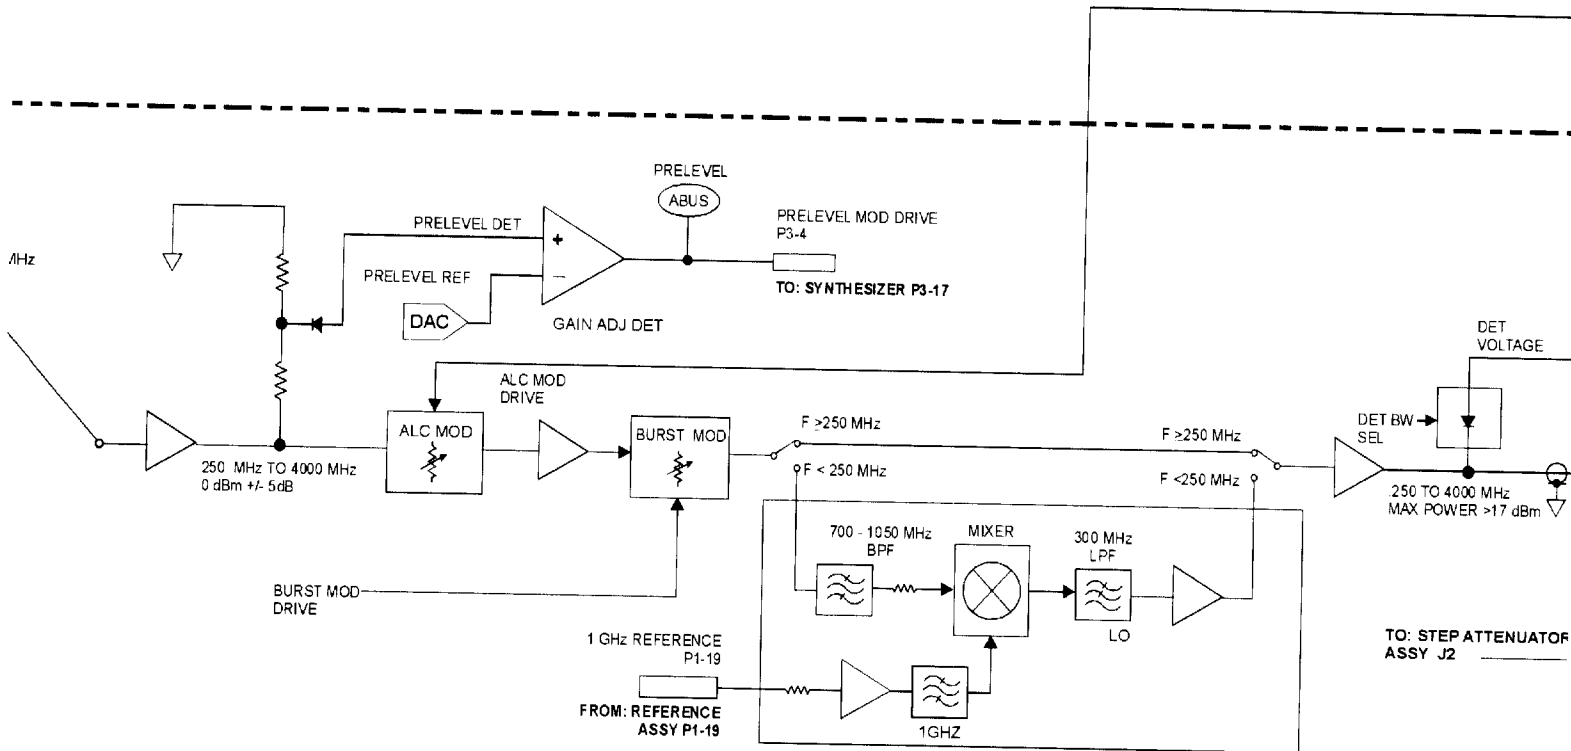 PRELEVEL
ABUS
PRELEVEL DET
PRELEVEL MOD DRIVE
P3-4
+
MHz
PRELEVEL REF
−
TO: SYNTHESIZER P3-17
DAC
GAIN ADJ DET
DET
VOLTAGE
ALC MOD
DRIVE
ALC MOD
BURST MOD
F ≥250 MHz
F ≥250 MHz
DET BW
SEL
250 MHz TO 4000 MHz
0 dBm +/- 5dB
F < 250 MHz
F <250 MHz
.250 TO 4000 MHz
MAX POWER >17 dBm
700 - 1050 MHz
BPF
MIXER
300 MHz
LPF
BURST MOD
DRIVE
LO
1 GHz REFERENCE
P1-19
TO: STEP ATTENUATOR
ASSY J2
FROM: REFERENCE
ASSY P1-19
1GHZ